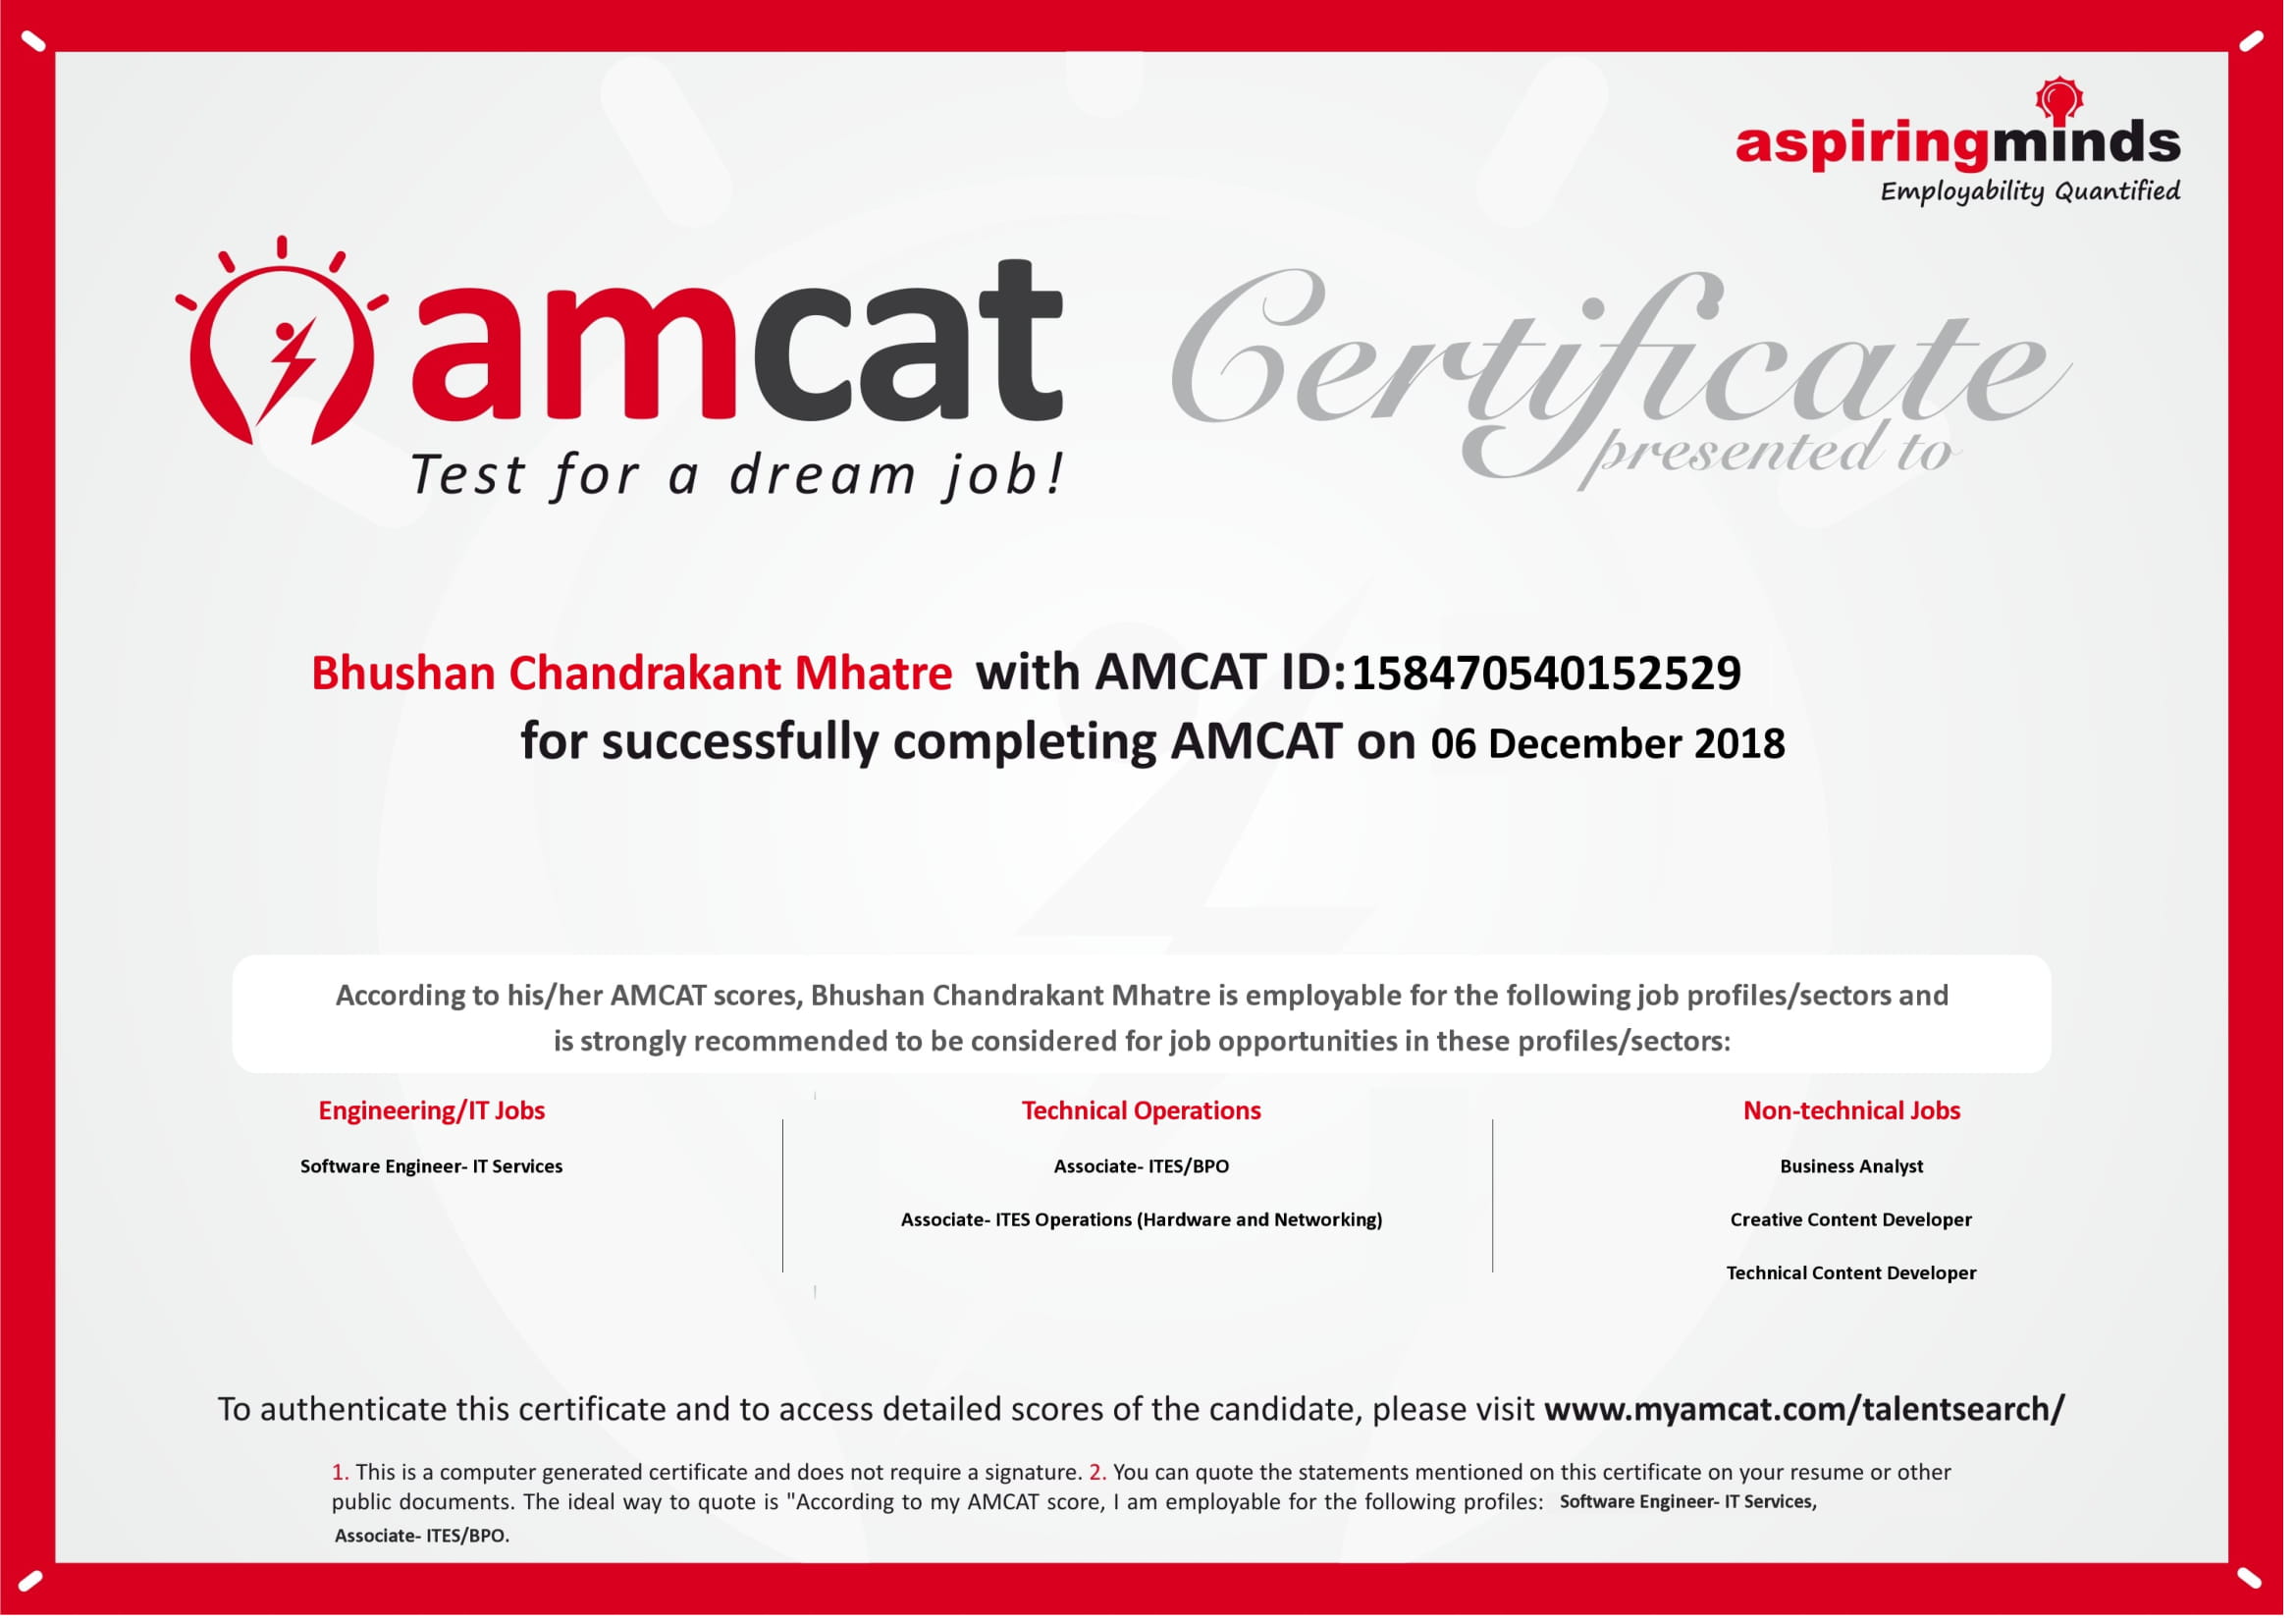 aspiringminds
Employability Quantified
amcat
Test for a dream job!
Certificate
presented to
Bhushan Chandrakant Mhatre with AMCAT ID:158470540152529
for successfully completing AMCAT on 06 December 2018
According to his/her AMCAT scores, Bhushan Chandrakant Mhatre is employable for the following job profiles/sectors and
is strongly recommended to be considered for job opportunities in these profiles/sectors:
Engineering/IT Jobs
Software Engineer- IT Services
Technical Operations
Associate- ITES/BPO
Associate- ITES Operations (Hardware and Networking)
Non-technical Jobs
Business Analyst
Creative Content Developer
Technical Content Developer
To authenticate this certificate and to access detailed scores of the candidate, please visit www.myamcat.com/talentsearch/
1. This is a computer generated certificate and does not require a signature. 2. You can quote the statements mentioned on this certificate on your resume or other
public documents. The ideal way to quote is "According to my AMCAT score, I am employable for the following profiles: Software Engineer- IT Services,
Associate- ITES/BPO.